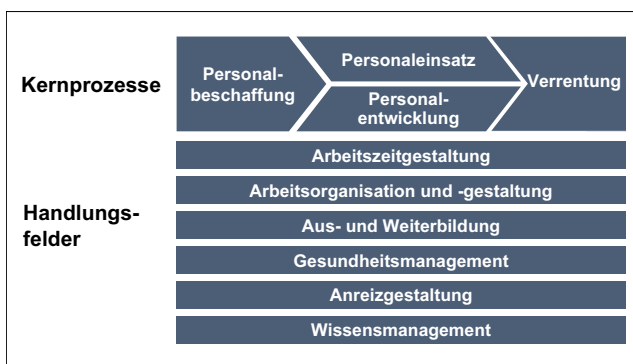 Kernprozesse
Personal-
beschaffung
Personaleinsatz
Personal-
entwicklung
Verrentung
Handlungs-
felder
Arbeitszeitgestaltung
Arbeitsorganisation und -gestaltung
Aus- und Weiterbildung
Gesundheitsmanagement
Anreizgestaltung
Wissensmanagement